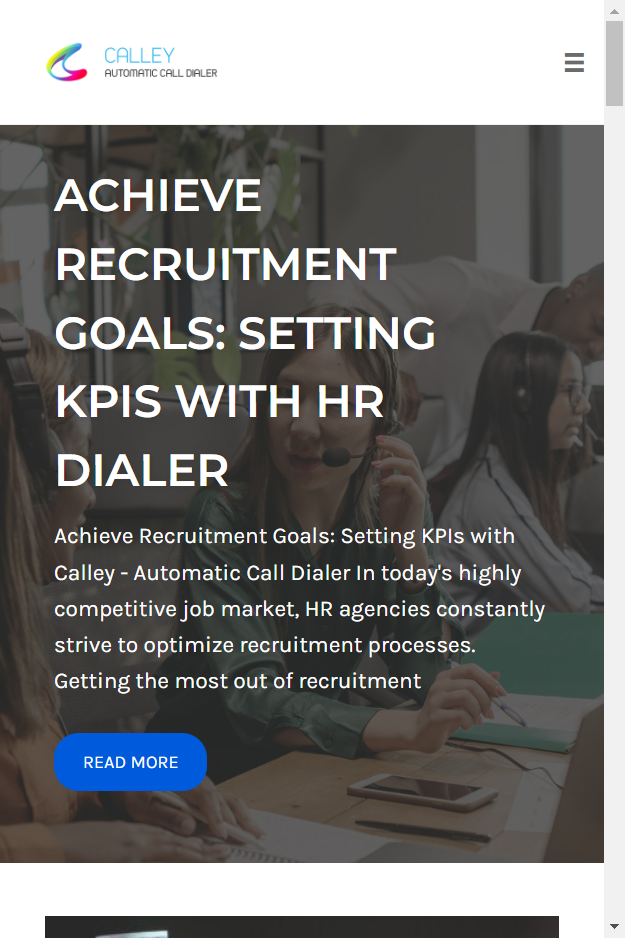 CALLEY
AUTOMATIC CALL DIALER
ACHIEVE
RECRUITMENT
GOALS: SETTING
KPIS WITH HR
DIALER
Achieve Recruitment Goals: Setting KPIs with
Calley - Automatic Call Dialer In today's highly
competitive job market, HR agencies constantly
strive to optimize recruitment processes.
Getting the most out of recruitment
READ MORE